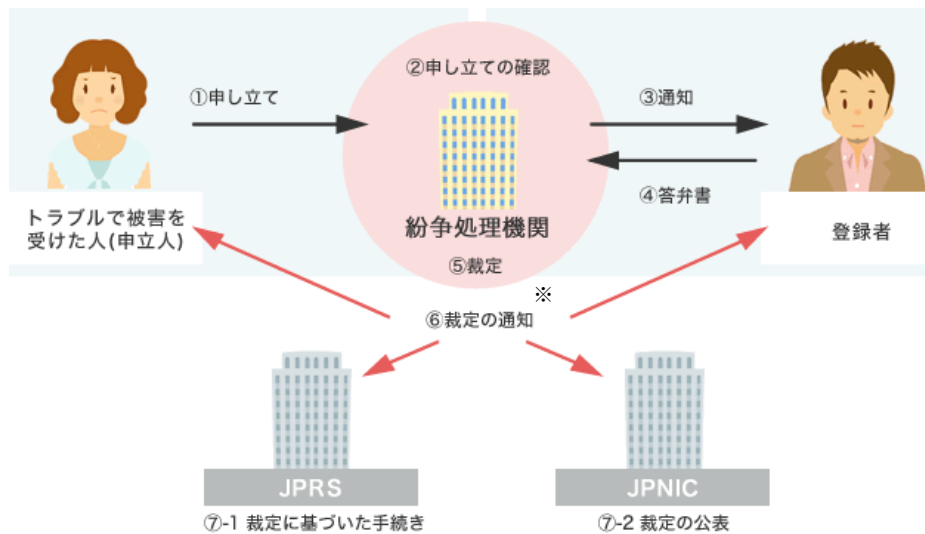 ②申し立ての確認
①申し立て
③通知
④答弁書
トラブルで被害を
受けた人(申立人)
紛争処理機関
登録者
⑤裁定
※
⑥裁定の通知
JPRS
JPNIC
⑦-1 裁定に基づいた手続き
⑦-2 裁定の公表